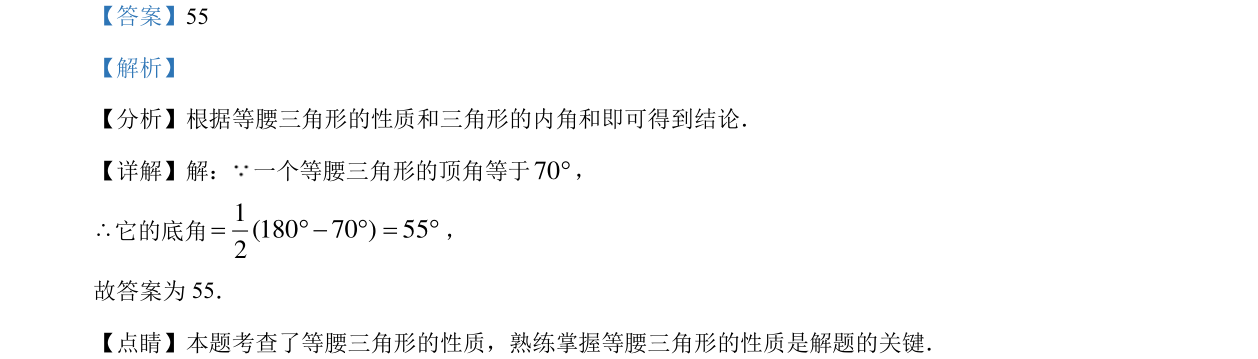 【答案】55
【解析】
【分析】根据等腰三角形的性质和三角形的内角和即可得到结论．
【详解】解：∵一个等腰三角形的顶角等于70°，
∴它的底角=\frac{1}{2}(180°−70°)=55°，
故答案为 55．
【点睛】本题考查了等腰三角形的性质，熟练掌握等腰三角形的性质是解题的关键．